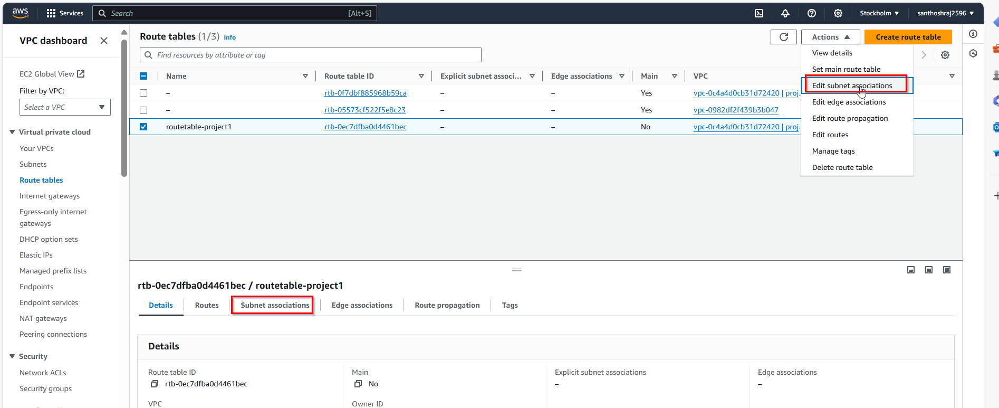 aws Services Search [Alt+S] Stockholm santhoshraj2596
VPC dashboard
EC2 Global View
Filter by VPC:
Select a VPC
Virtual private cloud
Your VPCs
Subnets
Route tables
Internet gateways
Egress-only internet
gateways
DHCP option sets
Elastic IPs
Managed prefix lists
Endpoints
Endpoint services
NAT gateways
Peering connections
Security
Network ACLs
Security groups
Route tables (1/3) Info
Actions Create route table
Find resources by attribute or tag
View details
Set main route table
Edit subnet associations
Edit edge associations
Edit route propagation
Edit routes
Manage tags
Delete route table
Name Route table ID Explicit subnet associ... Edge associations Main VPC
– rtb-0f7dbf885968b59ca – – Yes vpc-0c4a4d0cb31d72420 | proj.
– rtb-05573cf522f5e8c23 – – Yes vpc-0982df2f439b3b047
routetable-project1 rtb-0ec7dfba0d4461bec – – No vpc-0c4a4d0cb31d72420 | proj.
rtb-0ec7dfba0d4461bec / routetable-project1
Details Routes Subnet associations Edge associations Route propagation Tags
Details
Route table ID Main Explicit subnet associations Edge associations
rtb-0ec7dfba0d4461bec No – –
VPC Owner ID